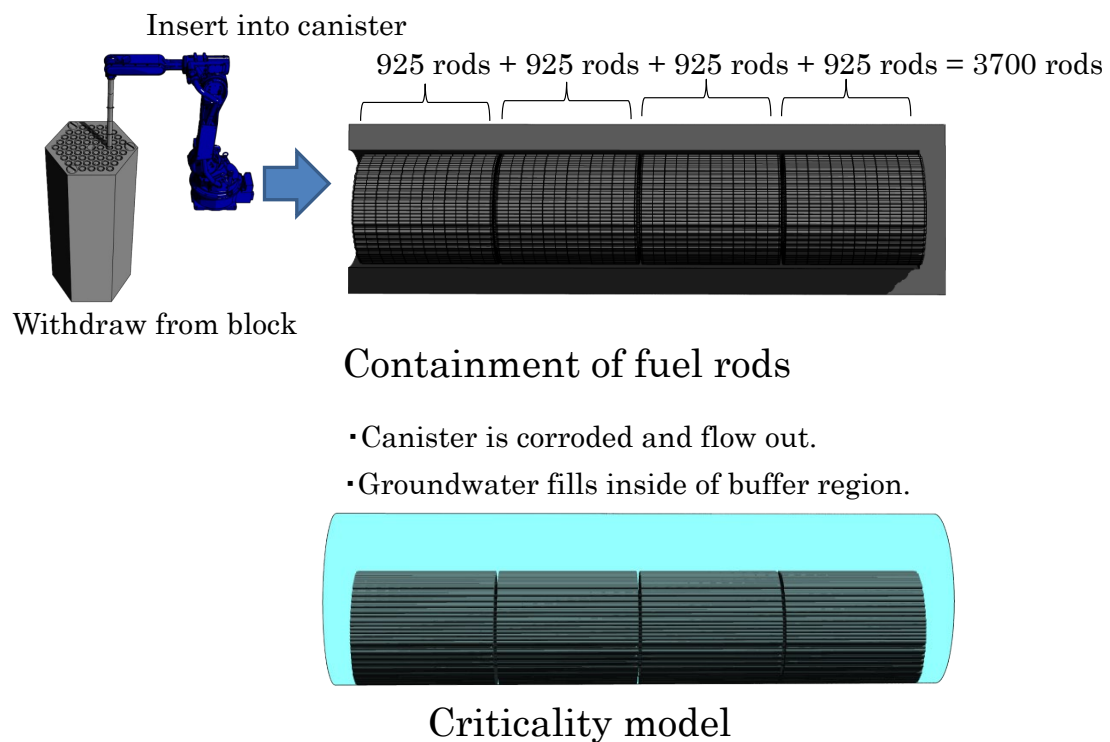 Insert into canister
925 rods + 925 rods + 925 rods + 925 rods = 3700 rods
Withdraw from block
Containment of fuel rods
・Canister is corroded and flow out.
・Groundwater fills inside of buffer region.
Criticality model